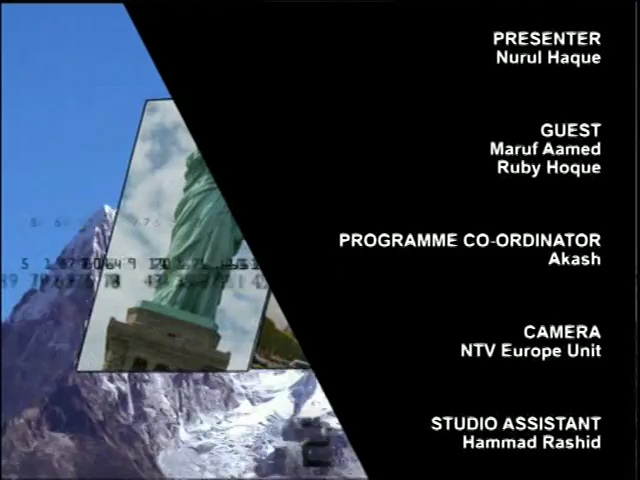 PRESENTER
Nurul Haque
GUEST
Maruf Aamed
Ruby Hoque
PROGRAMME CO-ORDINATOR
Akash
CAMERA
NTV Europe Unit
STUDIO ASSISTANT
Hammad Rashid